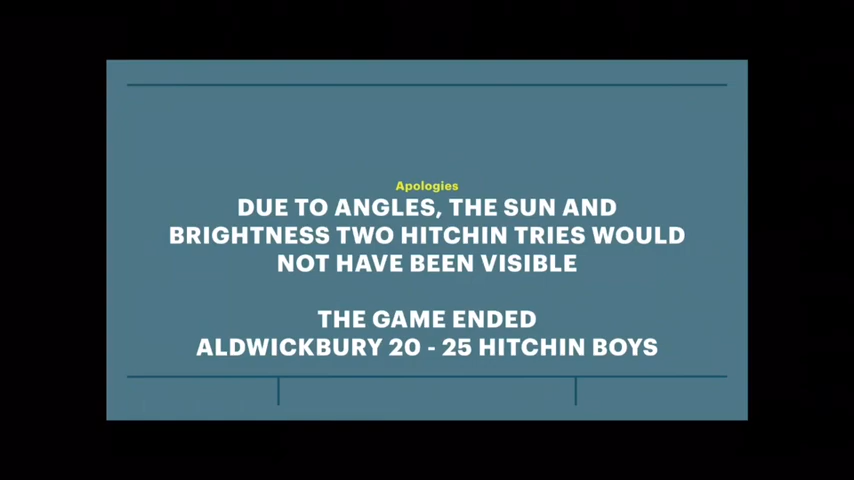 Apologies
DUE TO ANGLES, THE SUN AND
BRIGHTNESS TWO HITCHIN TRIES WOULD
NOT HAVE BEEN VISIBLE
THE GAME ENDED
ALDWICKBURY 20 - 25 HITCHIN BOYS